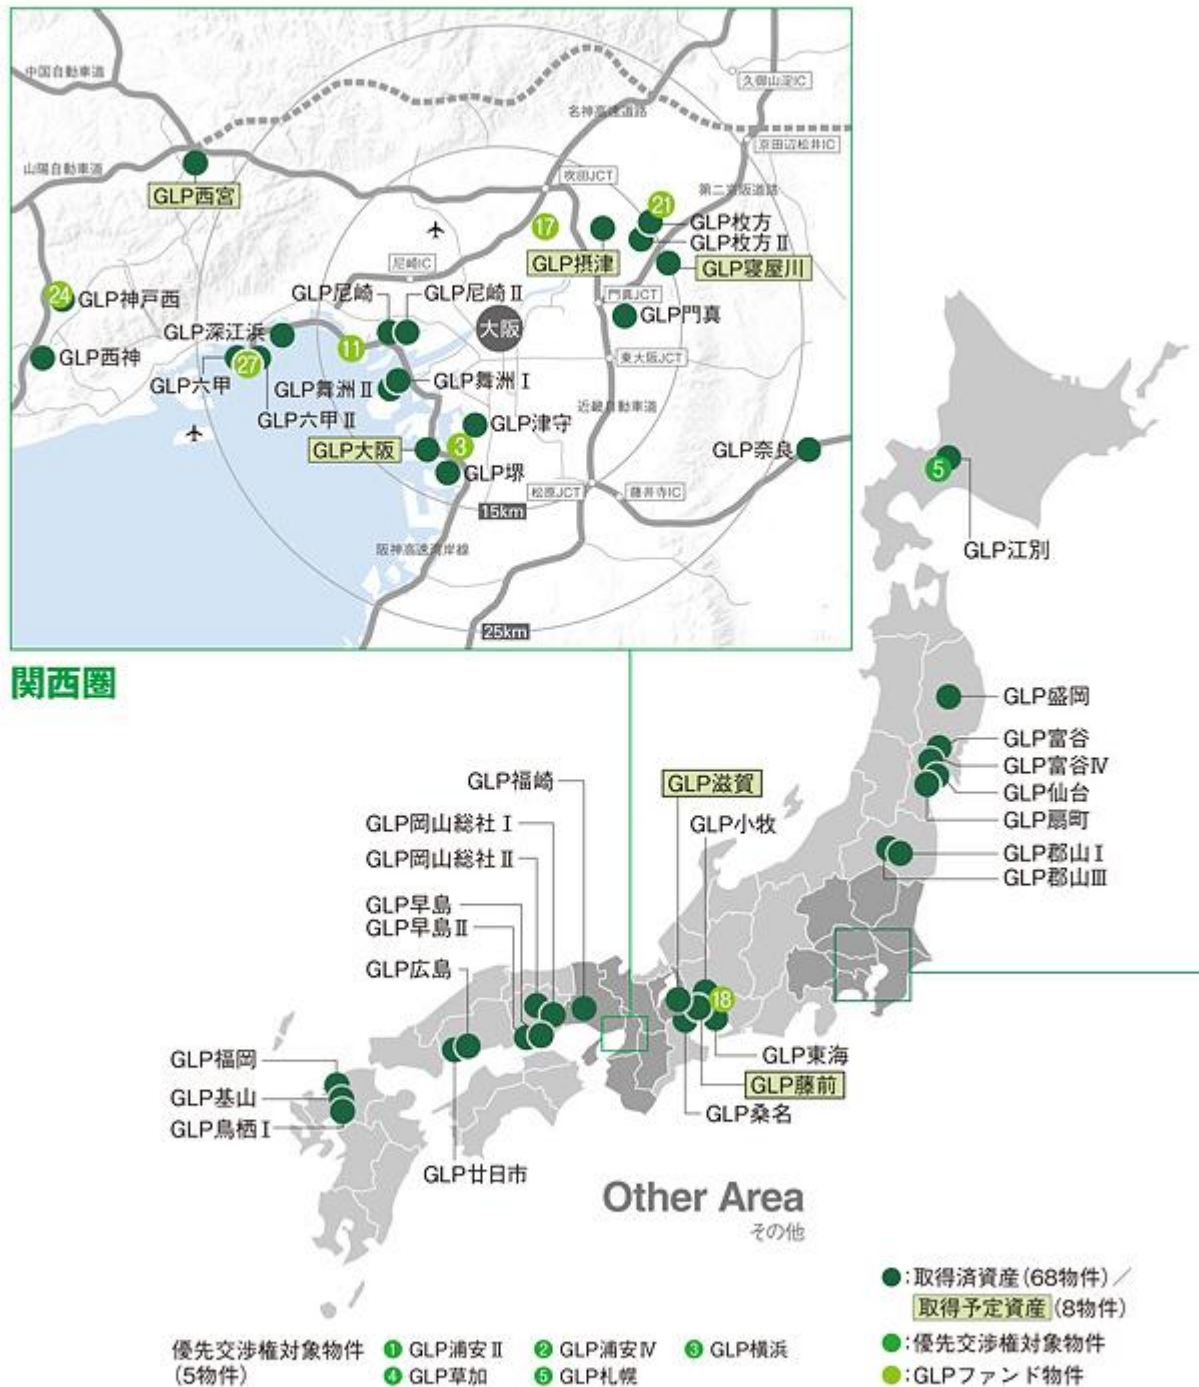 中国自動車道
久御山淀IC
名神高速道路
京田辺松井IC
山陽自動車道
吹田JCT
第二京阪道路
GLP西宮
21
17
GLP枚方
GLP枚方Ⅱ
GLP摂津
GLP寝屋川
尼崎IC
24
GLP神戸西
GLP尼崎
GLP尼崎Ⅱ
門真JCT
GLP門真
大阪
GLP深江浜
11
GLP西神
27
東大阪JCT
GLP六甲
GLP舞洲Ⅰ
GLP舞洲Ⅱ
近畿自動車道
GLP六甲Ⅱ
GLP津守
GLP大阪
3
GLP奈良
GLP堺
松原JCT
藤井寺IC
15km
阪神高速湾岸線
25km
関西圏
5
GLP江別
GLP盛岡
GLP富谷
GLP富谷Ⅳ
GLP仙台
GLP扇町
GLP郡山Ⅰ
GLP郡山Ⅲ
GLP福崎
GLP滋賀
GLP岡山総社Ⅰ
GLP小牧
GLP岡山総社Ⅱ
GLP早島
GLP早島Ⅱ
GLP広島
18
GLP東海
GLP福岡
GLP藤前
GLP基山
GLP桑名
GLP鳥栖Ⅰ
GLP廿日市
Other Area
その他
●:取得済資産(68物件)／
取得予定資産(8物件)
●:優先交渉権対象物件
●:GLPファンド物件
優先交渉権対象物件
(5物件)
1 GLP浦安Ⅱ 2 GLP浦安Ⅳ 3 GLP横浜
4 GLP草加 5 GLP札幌